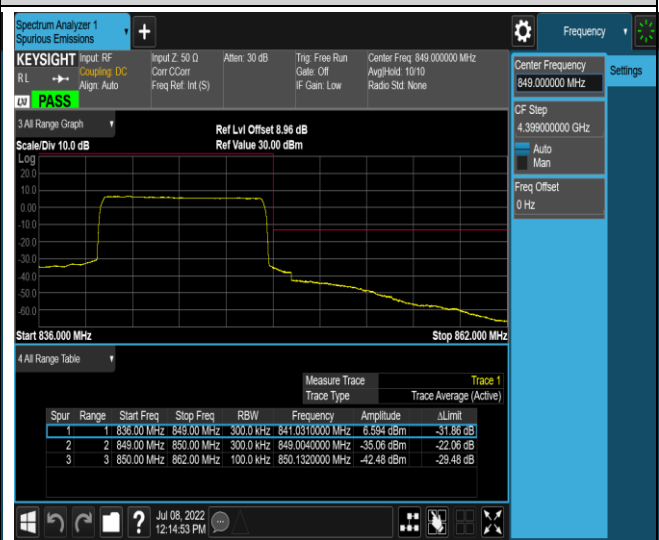 Spectrum Analyzer 1
Spurious Emissions
Frequency
KEYSIGHT
RL
Input: RF
Coupling: DC
Align: Auto
Input Z: 50 Ω
Corr CCorr
Freq Ref: Int (S)
Atten: 30 dB
Trig: Free Run
Gate: Off
IF Gain: Low
Center Freq: 849.000000 MHz
Avg|Hold: 10/10
Radio Std: None
LXI PASS
3 All Range Graph
Scale/Div 10.0 dB
Ref Lvl Offset 8.96 dB
Ref Value 30.00 dBm
Log
20.0
10.0
0.00
-10.0
-20.0
-30.0
-40.0
-50.0
-60.0
Start 836.000 MHz
Stop 862.000 MHz
4 All Range Table
Measure Trace Trace 1
Trace Type Trace Average (Active)
Spur Range Start Freq Stop Freq RBW Frequency Amplitude ΔLimit
1 1 836.00 MHz 849.00 MHz 300.0 kHz 841.0310000 MHz 6.594 dBm -31.86 dB
2 2 849.00 MHz 850.00 MHz 300.0 kHz 849.0040000 MHz -35.06 dBm -22.06 dB
3 3 850.00 MHz 862.00 MHz 100.0 kHz 850.1320000 MHz -42.48 dBm -29.48 dB
Center Frequency
849.000000 MHz
Settings
CF Step
4.399000000 GHz
Auto
Man
Freq Offset
0 Hz
?
Jul 08, 2022
12:14:53 PM